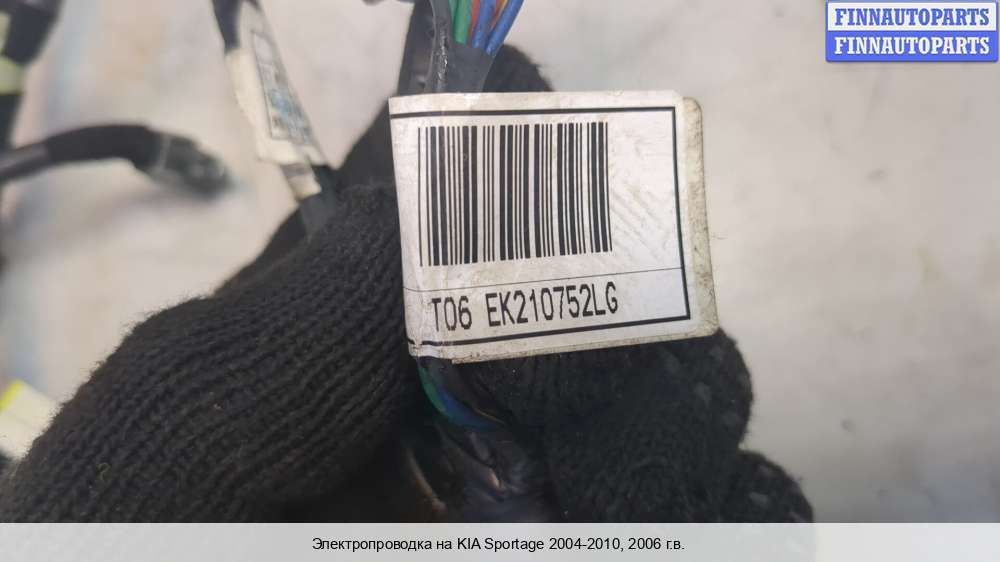 FINNAUTOPARTS
FINNAUTOPARTS
T06 EK210752LG
Электропроводка на KIA Sportage 2004-2010, 2006 г.в.